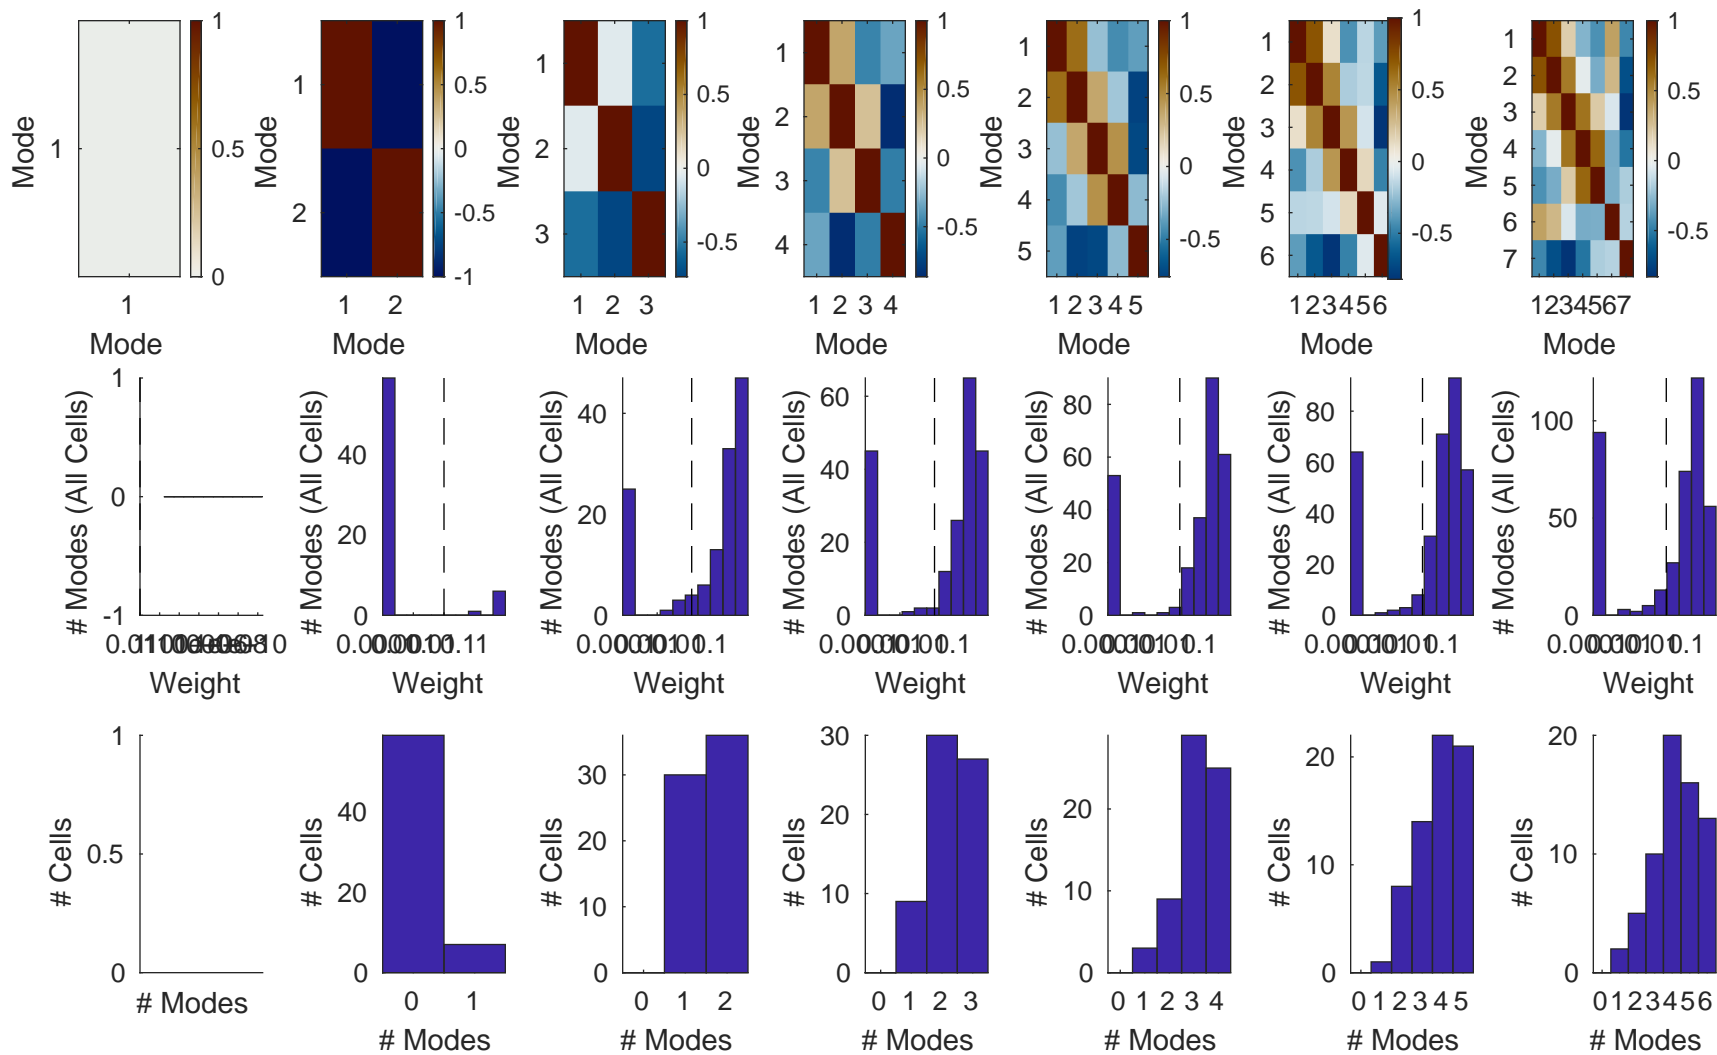 1
0.5
0
Mode
1
1
Mode
1
0.5
0
-0.5
-1
Mode
1
2
1 2
Mode
1
0.5
0
-0.5
Mode
1
2
3
1 2 3
Mode
1
0.5
0
-0.5
Mode
1
2
3
4
1 2 3 4
Mode
1
0.5
0
-0.5
Mode
1
2
3
4
5
1 2 3 4 5
Mode
1
0.5
0
-0.5
Mode
1
2
3
4
5
6
1 2 3 4 5 6
Mode
1
0.5
0
-0.5
Mode
1
2
3
4
5
6
7
1 2 3 4 5 6 7
Mode
# Modes (All Cells)
1
0
-1
Weight
# Modes (All Cells)
40
20
0
Weight
# Modes (All Cells)
40
20
0
0.1
Weight
# Modes (All Cells)
60
40
20
0
0.1
Weight
# Modes (All Cells)
80
60
40
20
0
0.1
Weight
# Modes (All Cells)
80
60
40
20
0
0.1
Weight
# Modes (All Cells)
100
50
0
0.1
Weight
# Cells
1
0.5
0
# Modes
# Cells
40
20
0
0 1
# Modes
# Cells
30
20
10
0
0 1 2
# Modes
# Cells
30
20
10
0
0 1 2 3
# Modes
# Cells
20
10
0
0 1 2 3 4
# Modes
# Cells
20
10
0
0 1 2 3 4 5
# Modes
# Cells
20
10
0
0 1 2 3 4 5 6
# Modes